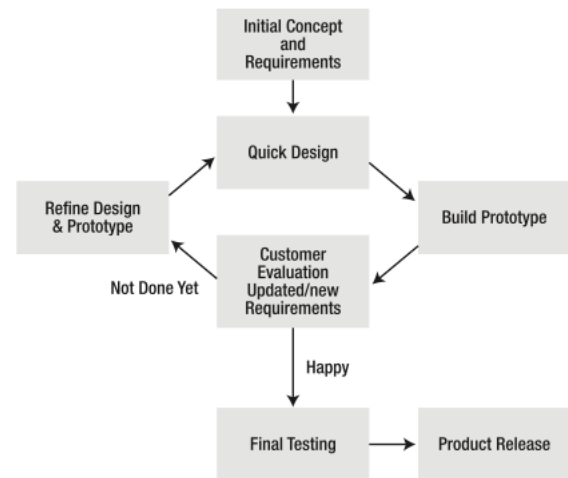 Initial Concept
and
Requirements
Quick Design
Refine Design
& Prototype
Build Prototype
Customer
Evaluation
Updated/new
Requirements
Not Done Yet
Happy
Final Testing
Product Release